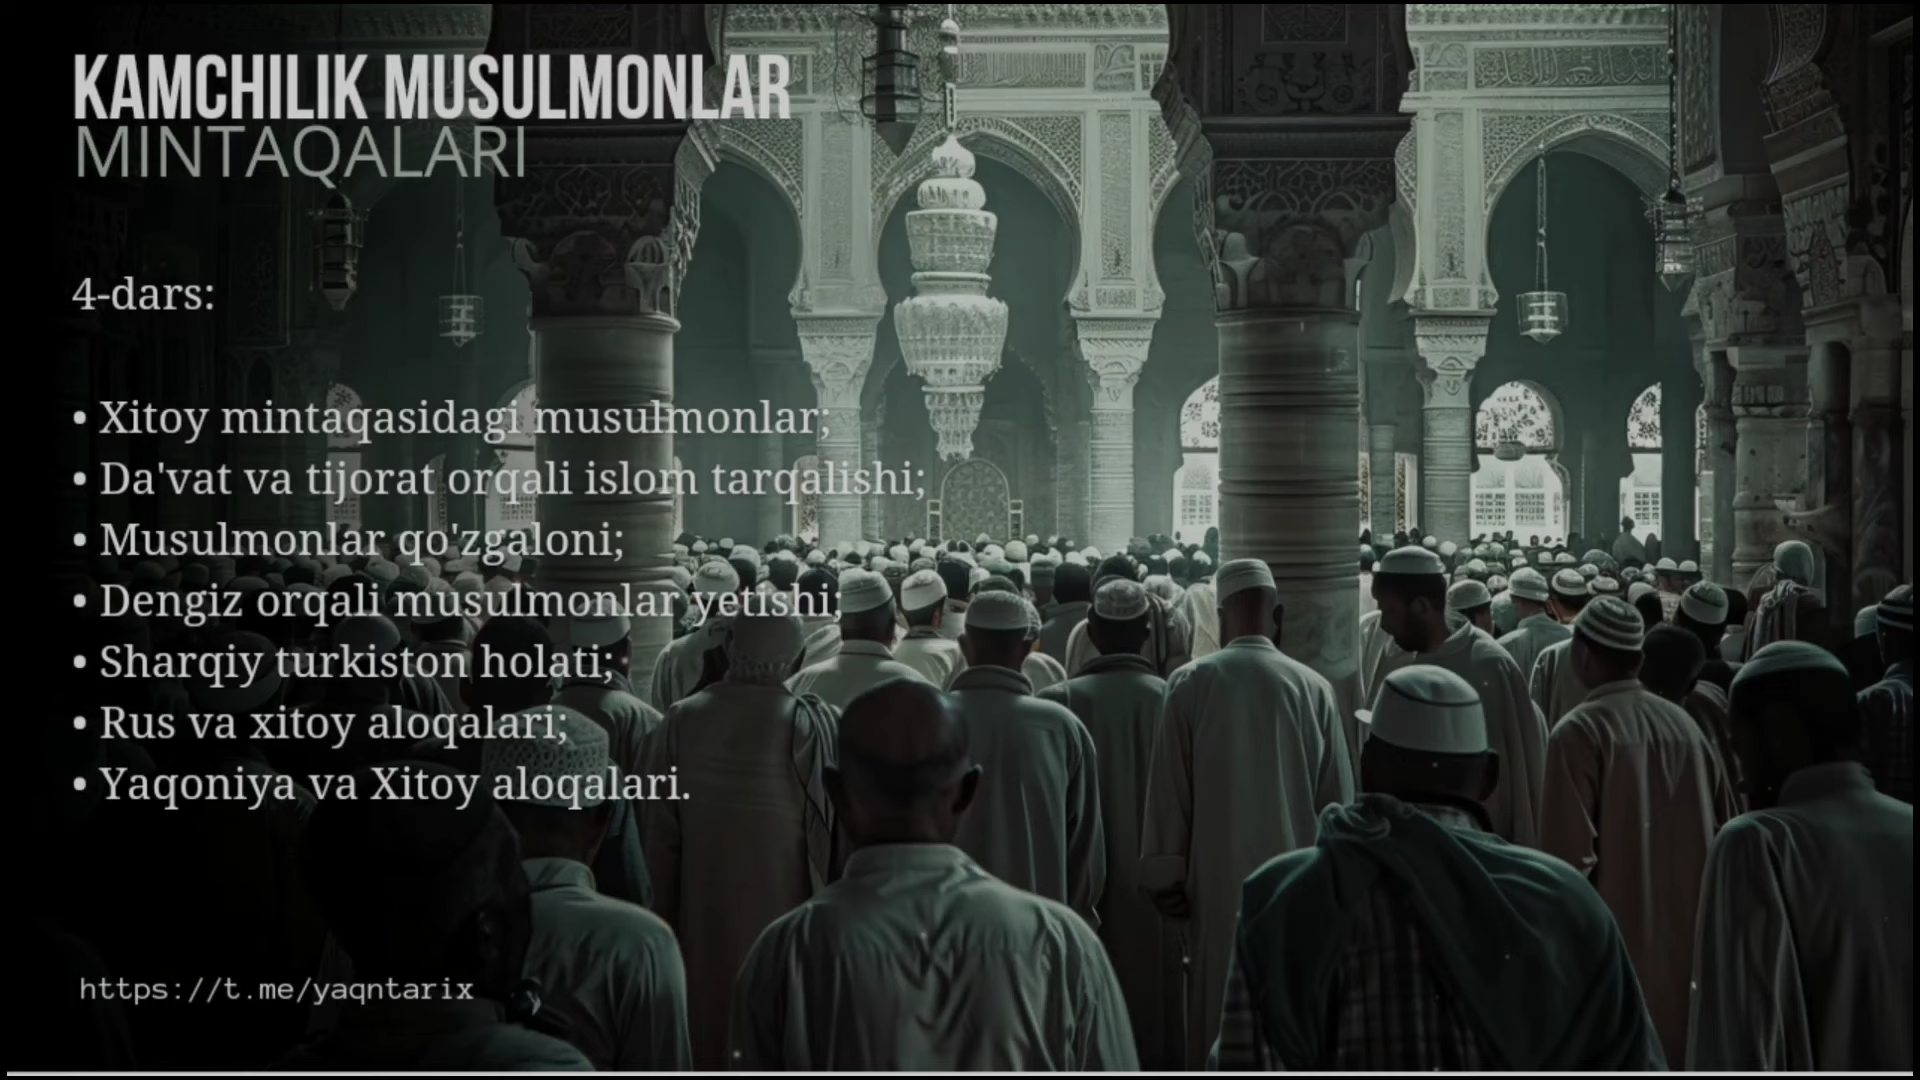 KAMCHILIK MUSULMONLAR
MINTAQALARI
4-dars:
• Xitoy mintaqasidagi musulmonlar;
• Da'vat va tijorat orqali islom tarqalishi;
• Musulmonlar qo'zgaloni;
• Dengiz orqali musulmonlar yetishi;
• Sharqiy turkiston holati;
• Rus va xitoy aloqalari;
• Yaqoniya va Xitoy aloqalari.
https://t.me/yaqntarix